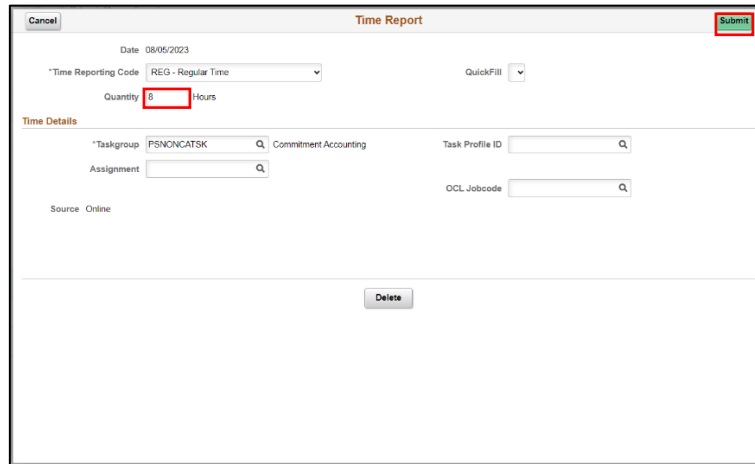 Cancel Time Report Submit
Date 08/05/2023
*Time Reporting Code REG - Regular Time QuickFill
Quantity 8 Hours
Time Details
*Taskgroup PSNONCATSK Commitment Accounting Task Profile ID
Assignment
OCL Jobcode
Source Online
Delete